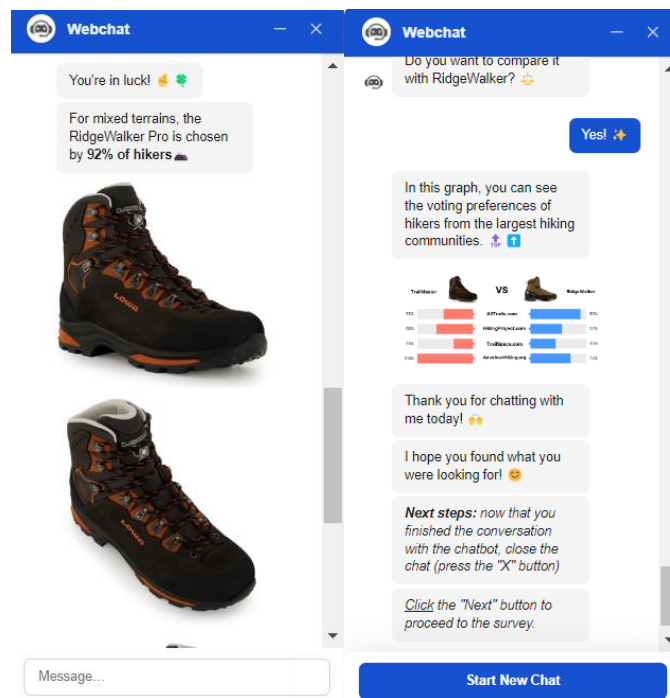 Webchat
You're in luck! ✌️ 🍀
For mixed terrains, the
RidgeWalker Pro is chosen
by 92% of hikers
LOWA
LOWA
Message...
Webchat
Do you want to compare it
with RidgeWalker?
Yes! ✨
In this graph, you can see
the voting preferences of
hikers from the largest hiking
communities. 🔝 ⬆️
TrailMaster VS RidgeWalker
AllTrails.com
HikingProject.com
TrailSpace.com
AmericanHiking.org
Thank you for chatting with
me today! 🙌
I hope you found what you
were looking for! 😊
Next steps: now that you
finished the conversation
with the chatbot, close the
chat (press the "X" button)
Click the "Next" button to
proceed to the survey.
Start New Chat